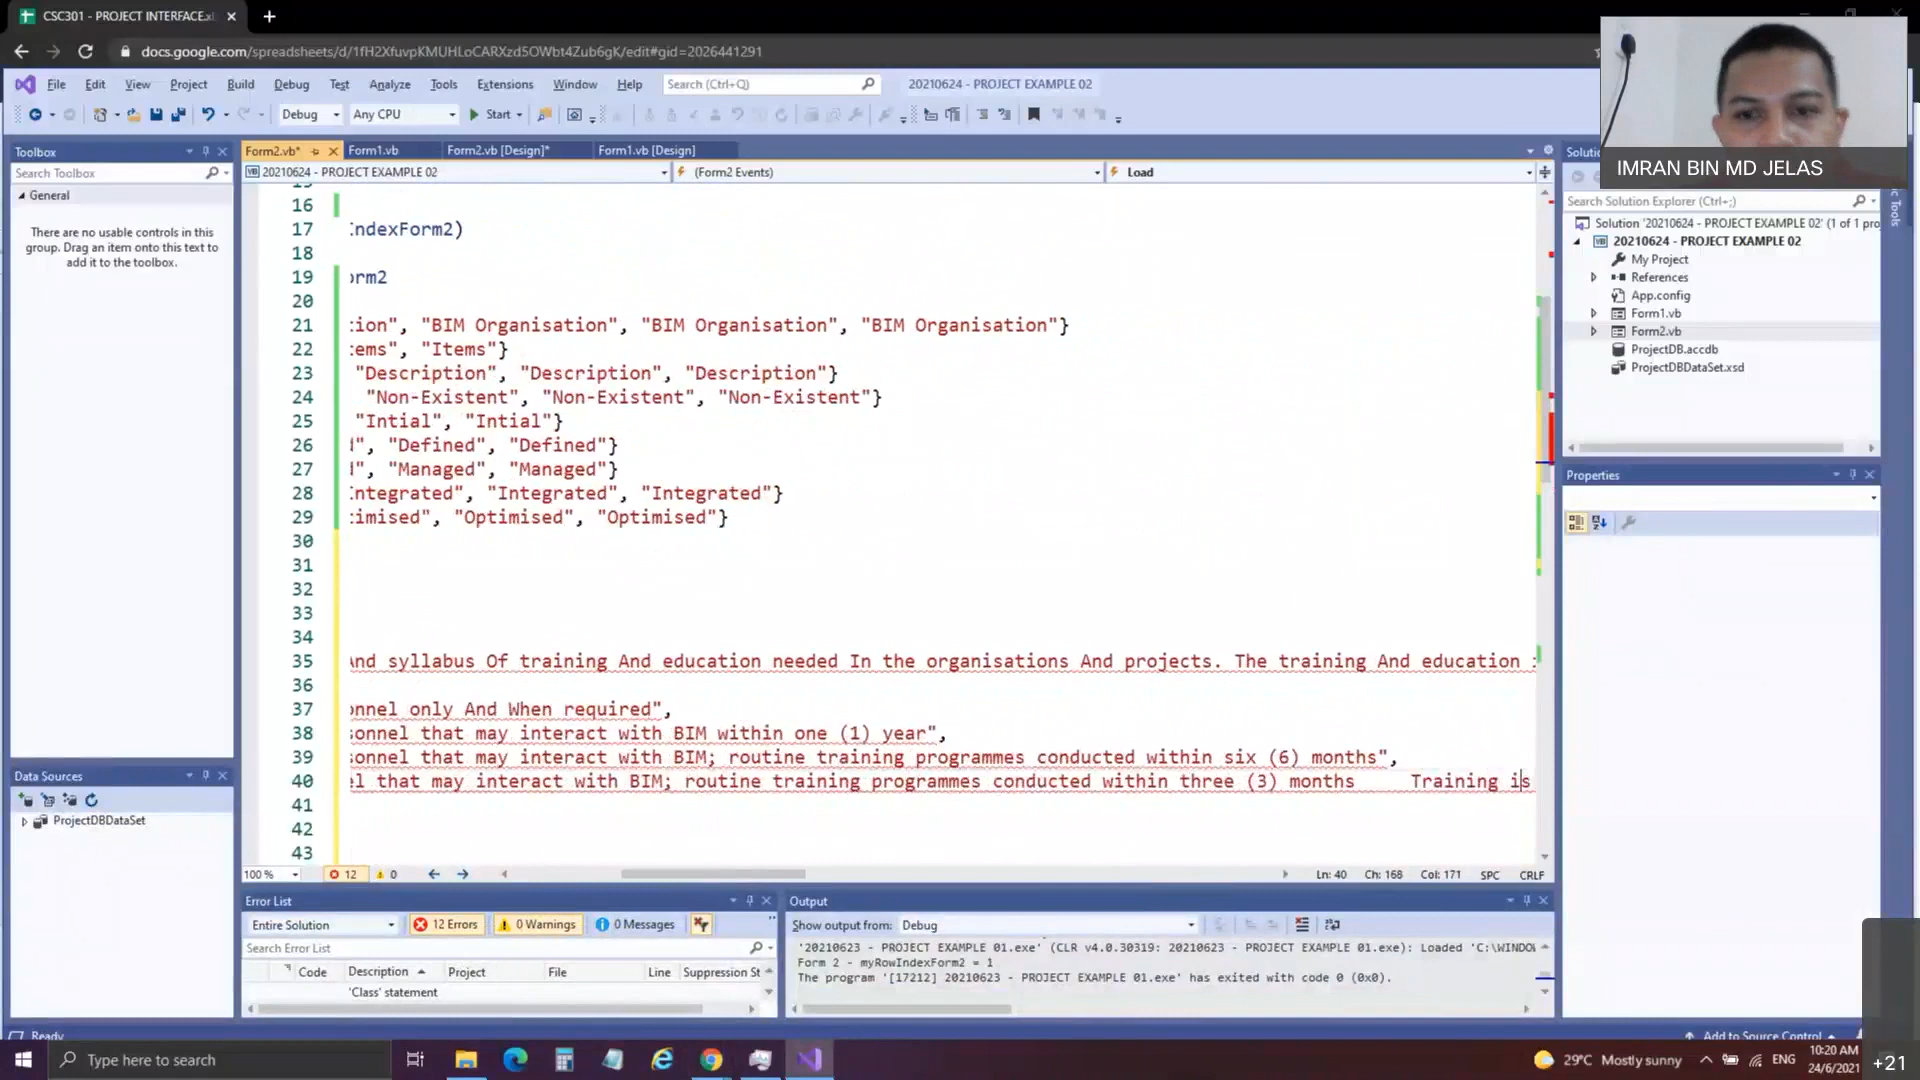 CSC301 - PROJECT INTERFACE.xl
docs.google.com/spreadsheets/d/1fH2XfuvpKMUHLoCARXzd5OWbt4Zub6gK/edit#gid=2026441291
File Edit View Project Build Debug Test Analyze Tools Extensions Window Help Search (Ctrl+Q) 20210624 - PROJECT EXAMPLE 02
Debug Any CPU Start
IMRAN BIN MD JELAS
Toolbox
Search Toolbox
General
There are no usable controls in this
group. Drag an item onto this text to
add it to the toolbox.
Form2.vb* Form1.vb Form2.vb [Design]* Form1.vb [Design]
20210624 - PROJECT EXAMPLE 02 (Form2 Events) Load
16
17 IndexForm2)
18
19 orm2
20
21 tion", "BIM Organisation", "BIM Organisation", "BIM Organisation"}
22 tems", "Items"}
23 "Description", "Description", "Description"}
24 "Non-Existent", "Non-Existent", "Non-Existent"}
25 "Intial", "Intial"}
26 d", "Defined", "Defined"}
27 d", "Managed", "Managed"}
28 Integrated", "Integrated", "Integrated"}
29 timised", "Optimised", "Optimised"}
30
31
32
33
34
35 And syllabus Of training And education needed In the organisations And projects. The training And education i
36
37 onnel only And When required",
38 sonnel that may interact with BIM within one (1) year",
39 sonnel that may interact with BIM; routine training programmes conducted within six (6) months",
40 el that may interact with BIM; routine training programmes conducted within three (3) months Training is
41
42
43
100 % 12 0 Ln: 40 Ch: 168 Col: 171 SPC CRLF
Search Solution Explorer (Ctrl+;)
Solution '20210624 - PROJECT EXAMPLE 02' (1 of 1 pro
20210624 - PROJECT EXAMPLE 02
My Project
References
App.config
Form1.vb
Form2.vb
ProjectDB.accdb
ProjectDBDataSet.xsd
Properties
Data Sources
ProjectDBDataSet
Error List
Entire Solution 12 Errors 0 Warnings 0 Messages
Search Error List
Code Description Project File Line Suppression St
'Class' statement
Output
Show output from: Debug
'20210623 - PROJECT EXAMPLE 01.exe' (CLR v4.0.30319: 20210623 - PROJECT EXAMPLE 01.exe): Loaded 'C:\WINDOW
Form 2 - myRowIndexForm2 = 1
The program '[17212] 20210623 - PROJECT EXAMPLE 01.exe' has exited with code 0 (0x0).
Ready
Add to Source Control
Type here to search
29°C Mostly sunny ENG 10:20 AM
24/6/2021
+21